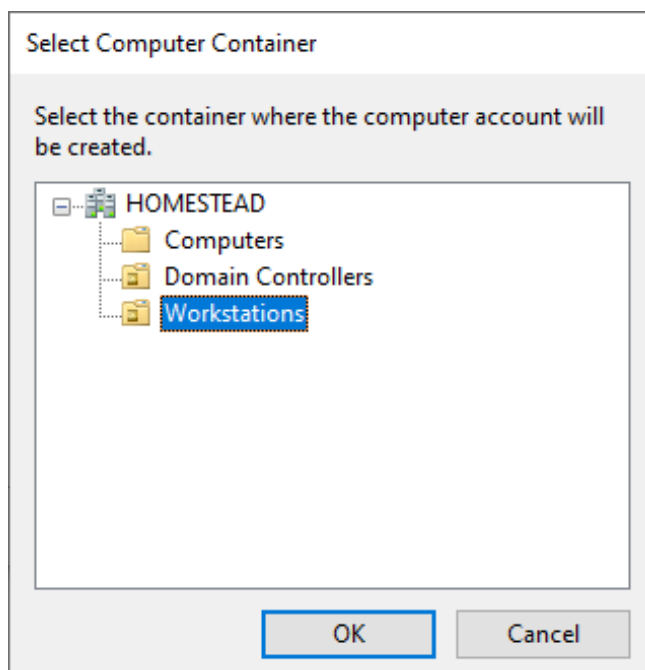 Select Computer Container
Select the container where the computer account will
be created.
HOMESTEAD
Computers
Domain Controllers
Workstations
OK
Cancel